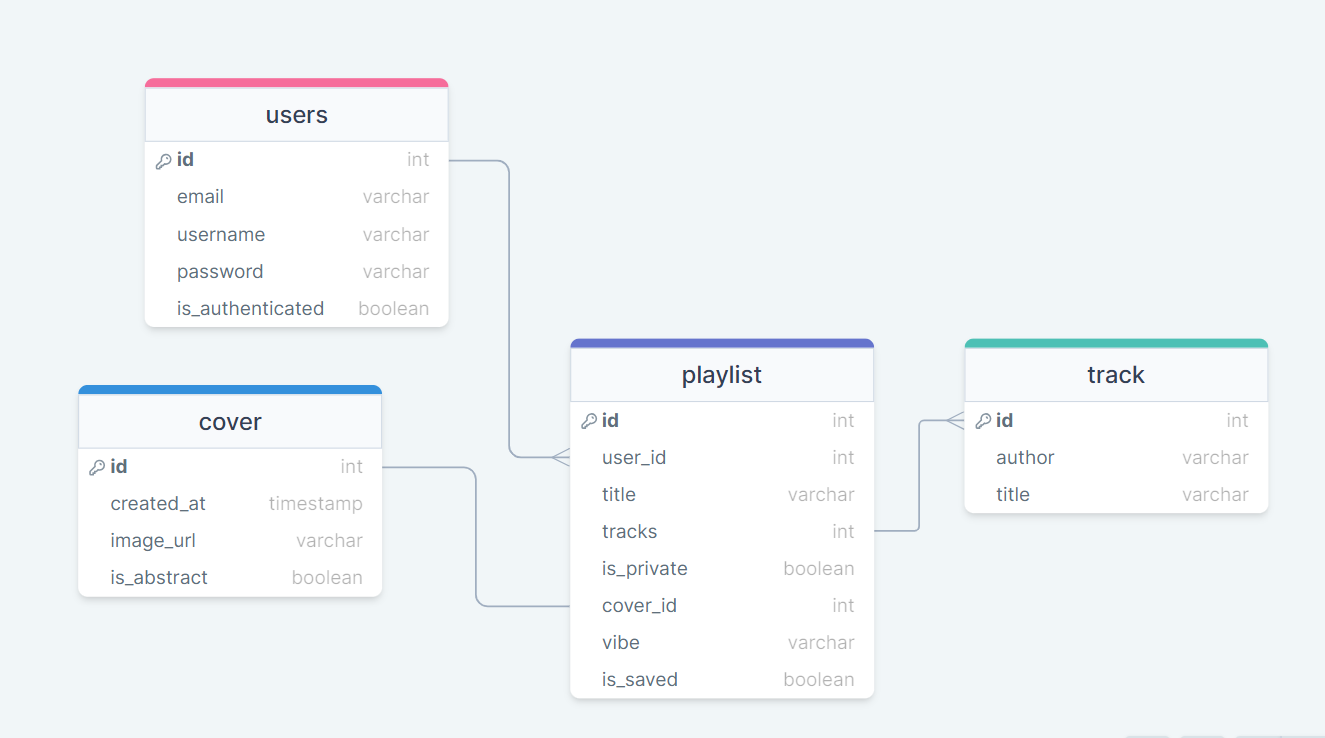 users
id int
email varchar
username varchar
password varchar
is_authenticated boolean
cover
id int
created_at timestamp
image_url varchar
is_abstract boolean
playlist
id int
user_id int
title varchar
tracks int
is_private boolean
cover_id int
vibe varchar
is_saved boolean
track
id int
author varchar
title varchar